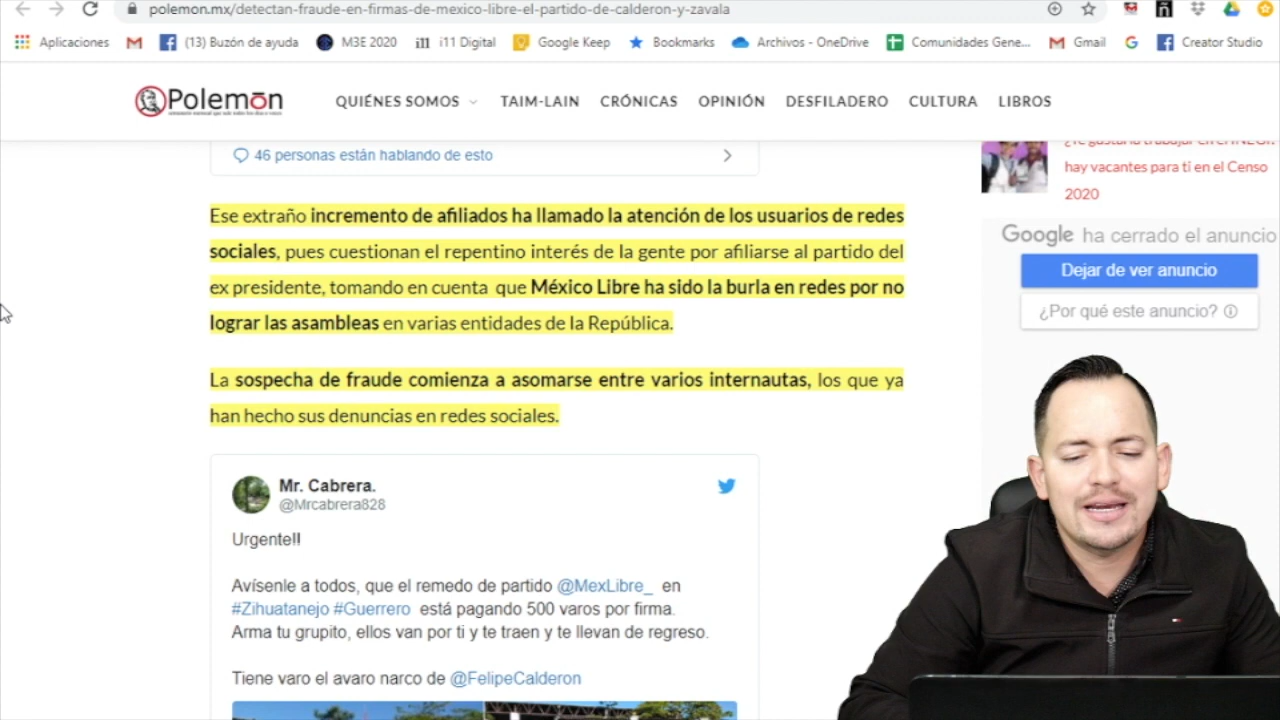 polemon.mx/detectan-fraude-en-firmas-de-mexico-libre-el-partido-de-calderon-y-zavala
Aplicaciones (13) Buzón de ayuda M3E 2020 i11 Digital Google Keep Bookmarks Archivos - OneDrive Comunidades Gene... Gmail Creator Studio
Polemōn QUIÉNES SOMOS TAIM-LAIN CRÓNICAS OPINIÓN DESFILADERO CULTURA LIBROS
46 personas están hablando de esto
hay vacantes para ti en el Censo
2020
Ese extraño incremento de afiliados ha llamado la atención de los usuarios de redes
sociales, pues cuestionan el repentino interés de la gente por afiliarse al partido del
ex presidente, tomando en cuenta que México Libre ha sido la burla en redes por no
lograr las asambleas en varias entidades de la República.
La sospecha de fraude comienza a asomarse entre varios internautas, los que ya
han hecho sus denuncias en redes sociales.
Google ha cerrado el anuncio
Dejar de ver anuncio
¿Por qué este anuncio?
Mr. Cabrera.
@Mrcabrera828
Urgente!!
Avísenle a todos, que el remedo de partido @MexLibre_ en
#Zihuatanejo #Guerrero está pagando 500 varos por firma.
Arma tu grupito, ellos van por ti y te traen y te llevan de regreso.
Tiene varo el avaro narco de @FelipeCalderon